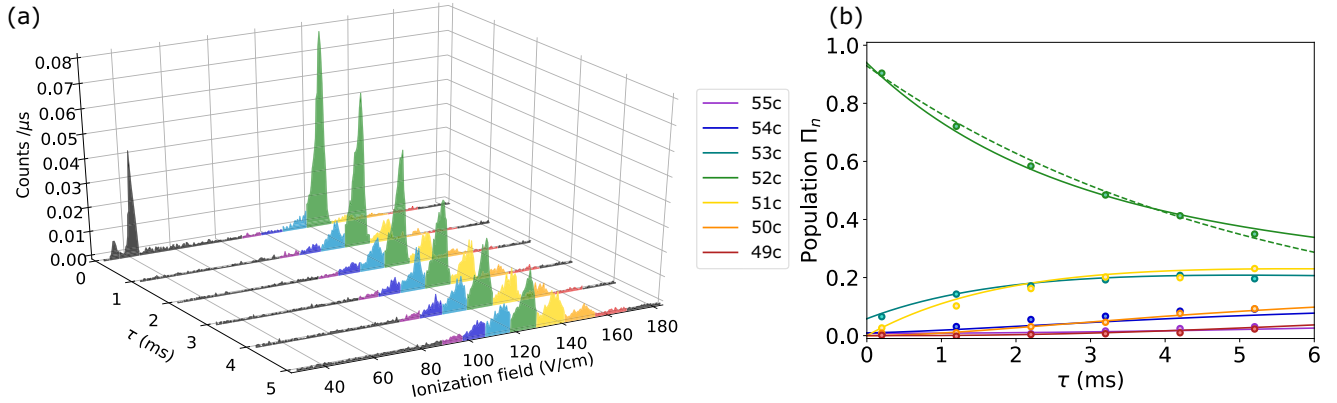 (a)
0.08
0.07
0.06
0.05
0.04
0.03
0.02
0.01
0.00
Counts /μs
0
1
2
3
4
5
τ (ms)
40
60
80
100
120
140
160
180
Ionization field (V/cm)
55c
54c
53c
52c
51c
50c
49c
(b)
1.0
0.8
0.6
0.4
0.2
0.0
Population Πn
0 1 2 3 4 5 6
τ (ms)